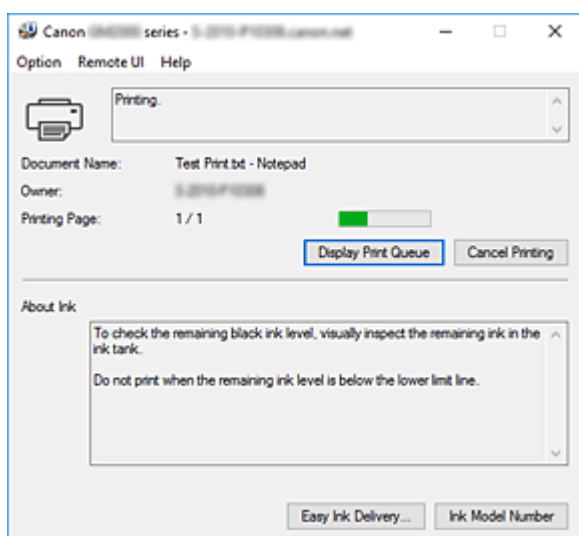 Canon series -
Option Remote UI Help
Printing.
Document Name: Test Print.txt - Notepad
Owner:
Printing Page: 1 / 1
Display Print Queue Cancel Printing
About Ink
To check the remaining black ink level, visually inspect the remaining ink in the
ink tank.
Do not print when the remaining ink level is below the lower limit line.
Easy Ink Delivery... Ink Model Number